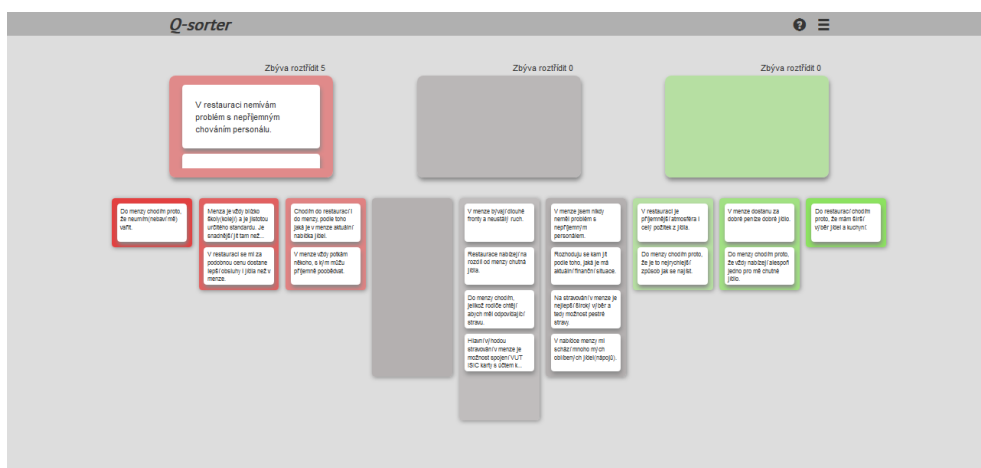 Q-sorter
Zbýva roztřídit 5
Zbýva roztřídit 0
Zbýva roztřídit 0
V restauraci nemívám
problém s nepříjemným
chováním personálu.
Do menzy chodím proto,
že neumím(nebaví mě)
vařit.
Menza je vždy blízko
školy(kolejí) a je jistotou
určitého standardu. Je
snadnější jít tam než...
V restauraci se mi za
podobnou cenu dostane
lepší obsluhy i jídla než v
menze.
Chodím do restaurací i
do menzy, podle toho
jaká je v menze aktuální
nabídka jídel.
V menze vždy potkám
někoho, s kým můžu
příjemně poobědvat.
V menze bývají dlouhé
fronty a neustálý ruch.
Restaurace nabízejí na
rozdíl od menzy chutná
jídla.
Do menzy chodím,
jelikož rodiče chtějí
abych měl odpovídající
stravu.
Hlavní výhodou
stravování v menze je
možnost spojení VUT
ISIC karty s účtem k...
V menze jsem nikdy
neměl problém s
nepříjemným
personálem.
Rozhoduju se kam jít
podle toho, jaká je má
aktuální finanční situace.
Na stravování v menze je
nejlepší široký výběr a
tedy možnost pestré
stravy.
V nabídce menzy mi
schází mnoho mých
oblíbených jídel(nápojů).
V restauraci je
příjemnější atmosféra i
celý požitek z jídla.
Do menzy chodím proto,
že je to nejrychlejší
způsob jak se najíst.
V menze dostanu za
dobré peníze dobré jídlo.
Do menzy chodím proto,
že vždy nabízejí alespoň
jedno pro mě chutné
jídlo.
Do restaurací chodím
proto, že mám širší
výběr jídel a kuchyní.